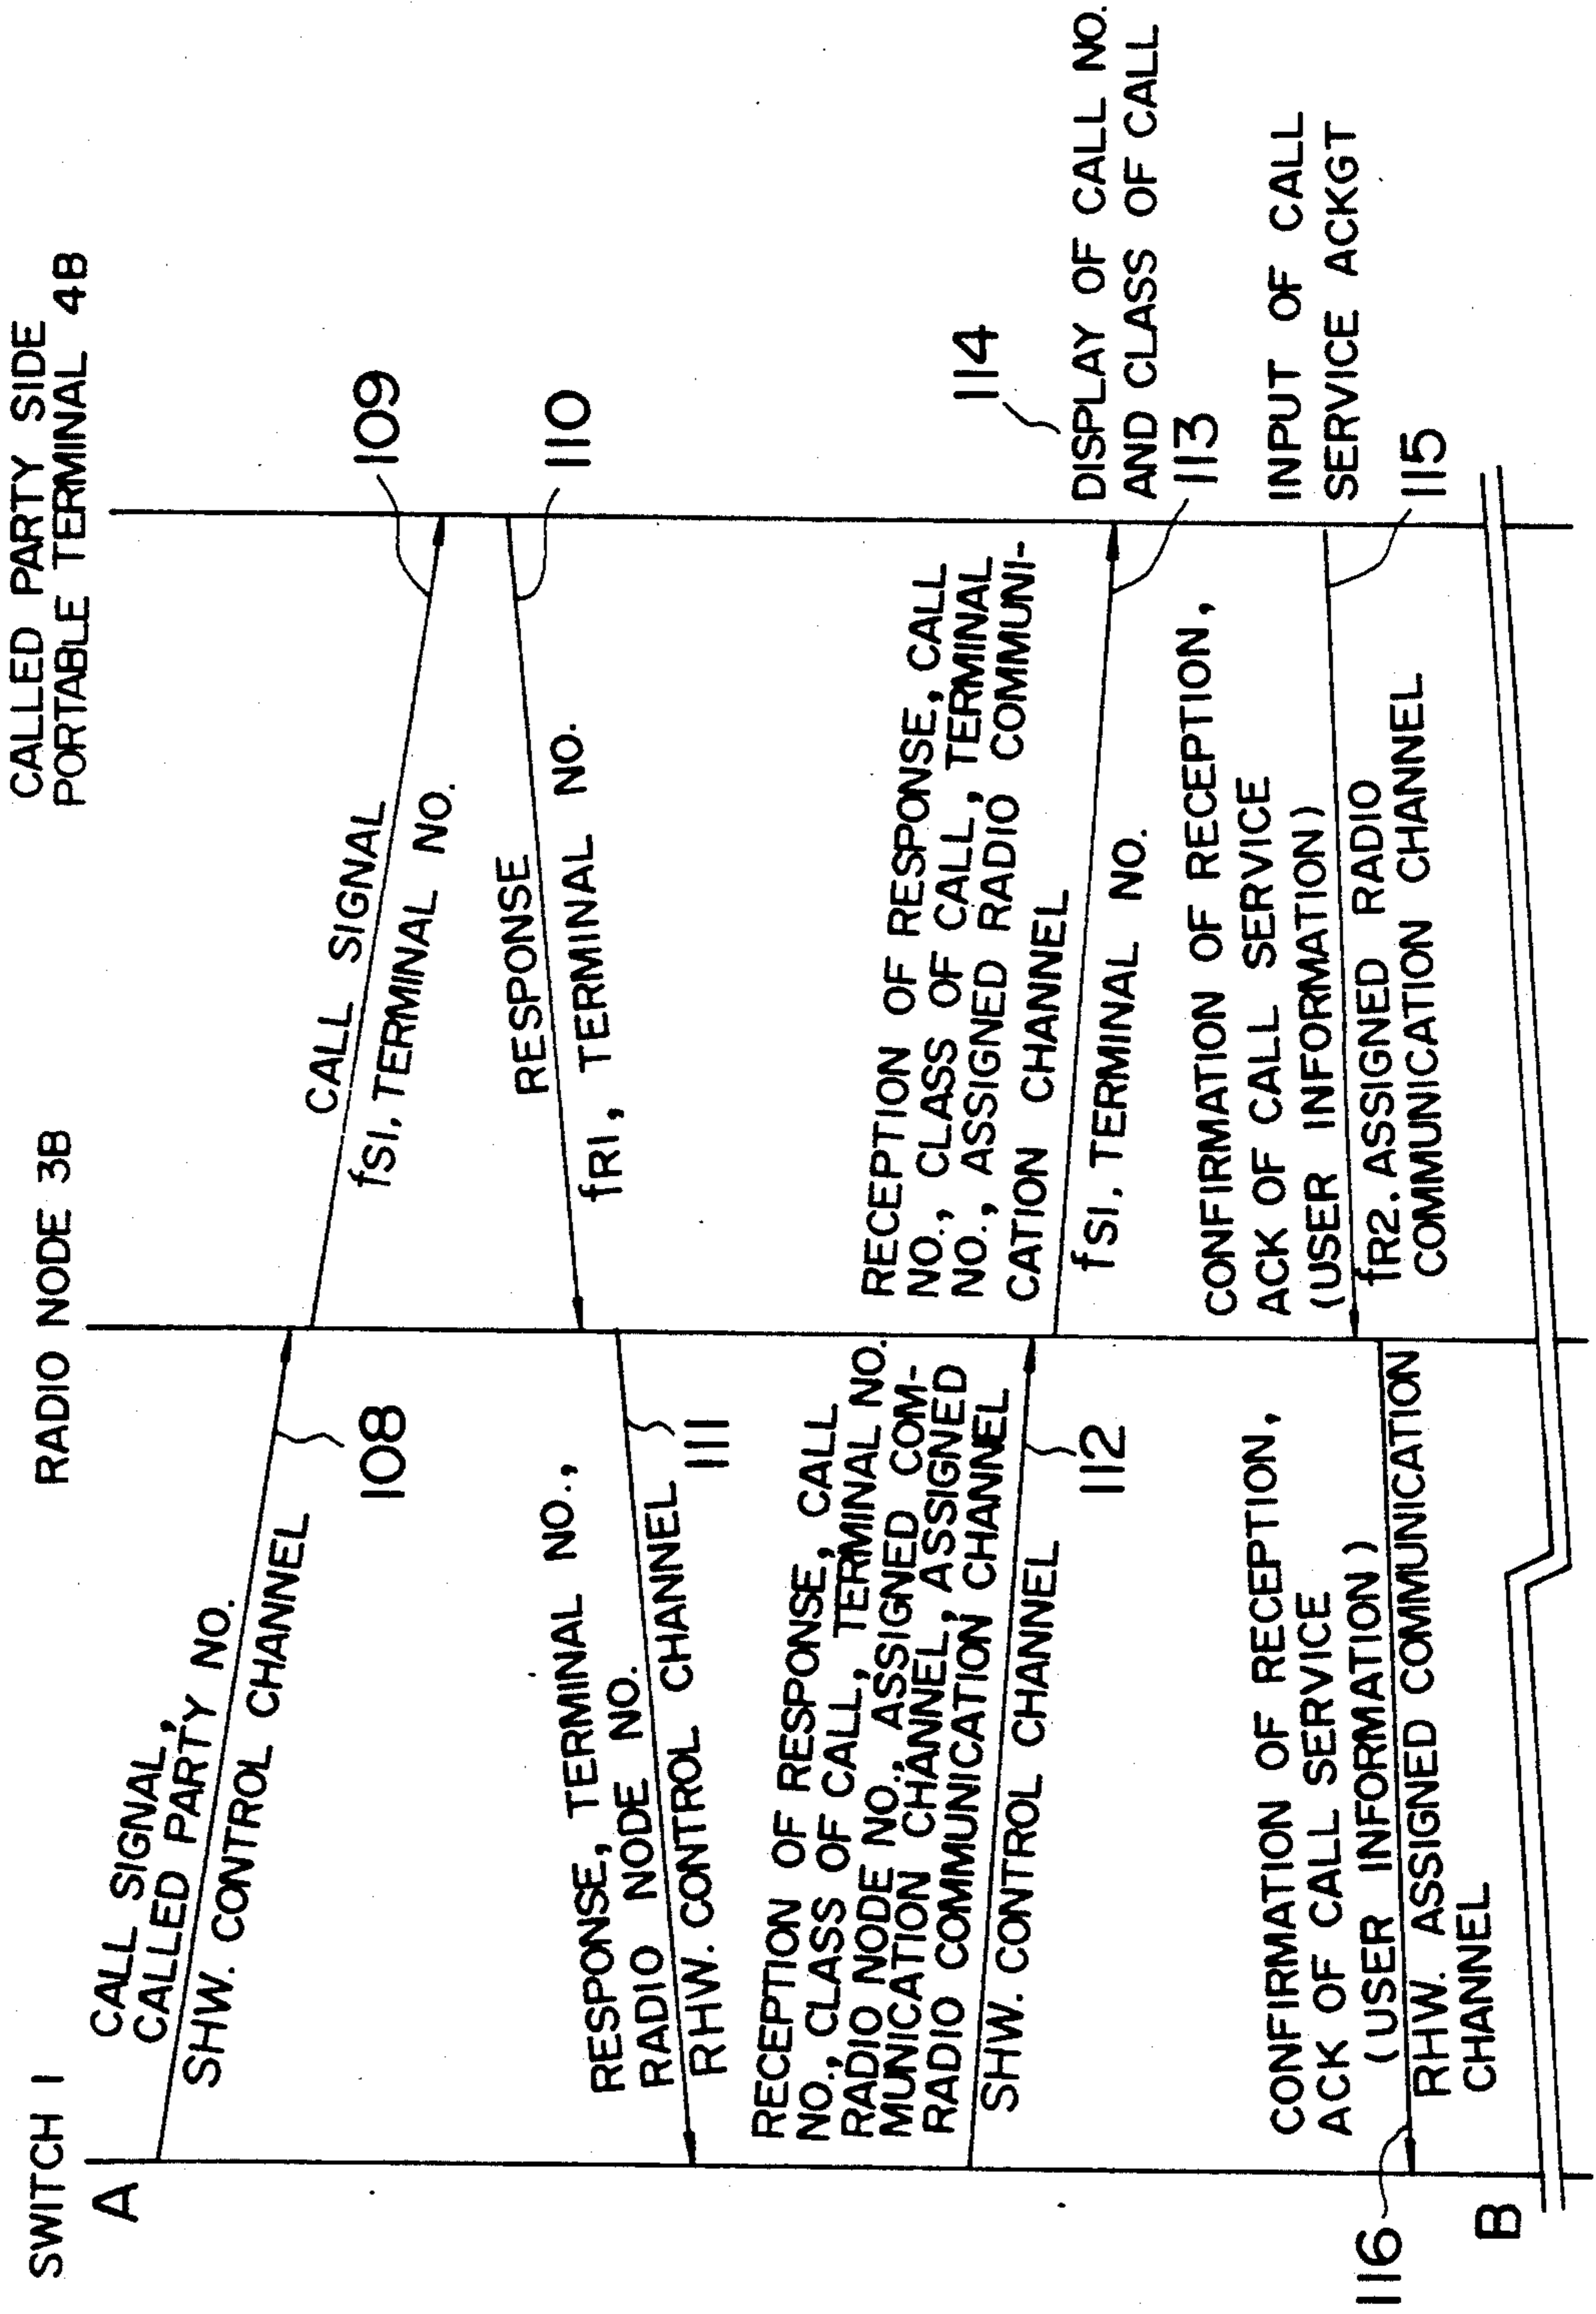 SWITCH 1
RADIO NODE 3B
CALLED PARTY SIDE
PORTABLE TERMINAL 4B
A
CALL SIGNAL,
CALLED PARTY NO.
SHW. CONTROL CHANNEL
108
CALL SIGNAL
fS1, TERMINAL NO.
109
RESPONSE
fR1, TERMINAL NO.
110
RESPONSE, TERMINAL NO.,
RADIO NODE NO.
RHW. CONTROL CHANNEL
111
RECEPTION OF RESPONSE, CALL
NO., CLASS OF CALL, TERMINAL NO.
RADIO NODE NO., ASSIGNED COM-
MUNICATION CHANNEL, ASSIGNED
RADIO COMMUNICATION CHANNEL
SHW. CONTROL CHANNEL
112
RECEPTION OF RESPONSE, CALL
NO., CLASS OF CALL, TERMINAL
NO., ASSIGNED RADIO COMMUNI-
CATION CHANNEL
fS1, TERMINAL NO.
113
114
DISPLAY OF CALL NO.
AND CLASS OF CALL
INPUT OF CALL
SERVICE ACKGT
CONFIRMATION OF RECEPTION,
ACK OF CALL SERVICE
(USER INFORMATION)
fR2. ASSIGNED RADIO
COMMUNICATION CHANNEL
115
CONFIRMATION OF RECEPTION,
ACK OF CALL SERVICE
(USER INFORMATION)
RHW. ASSIGNED COMMUNICATION
CHANNEL
116
B